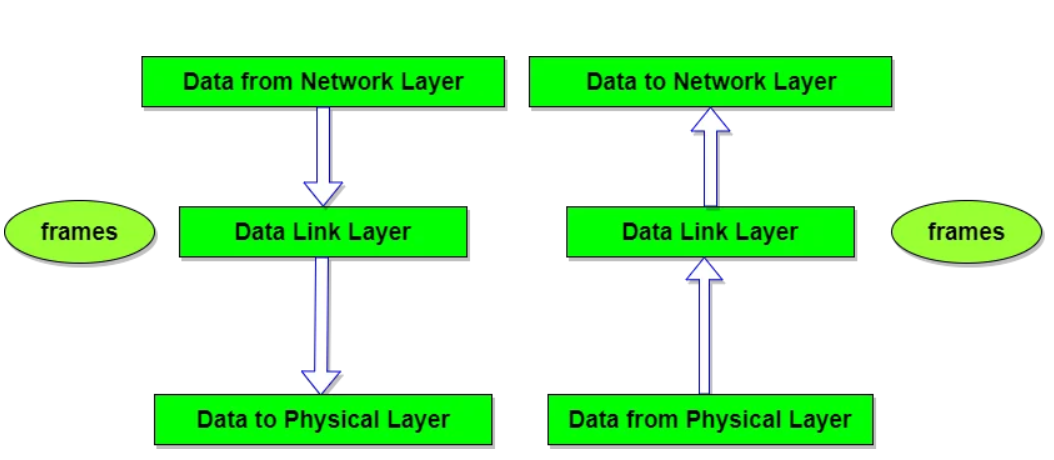 Data from Network Layer
Data to Network Layer
frames
Data Link Layer
Data Link Layer
frames
Data to Physical Layer
Data from Physical Layer